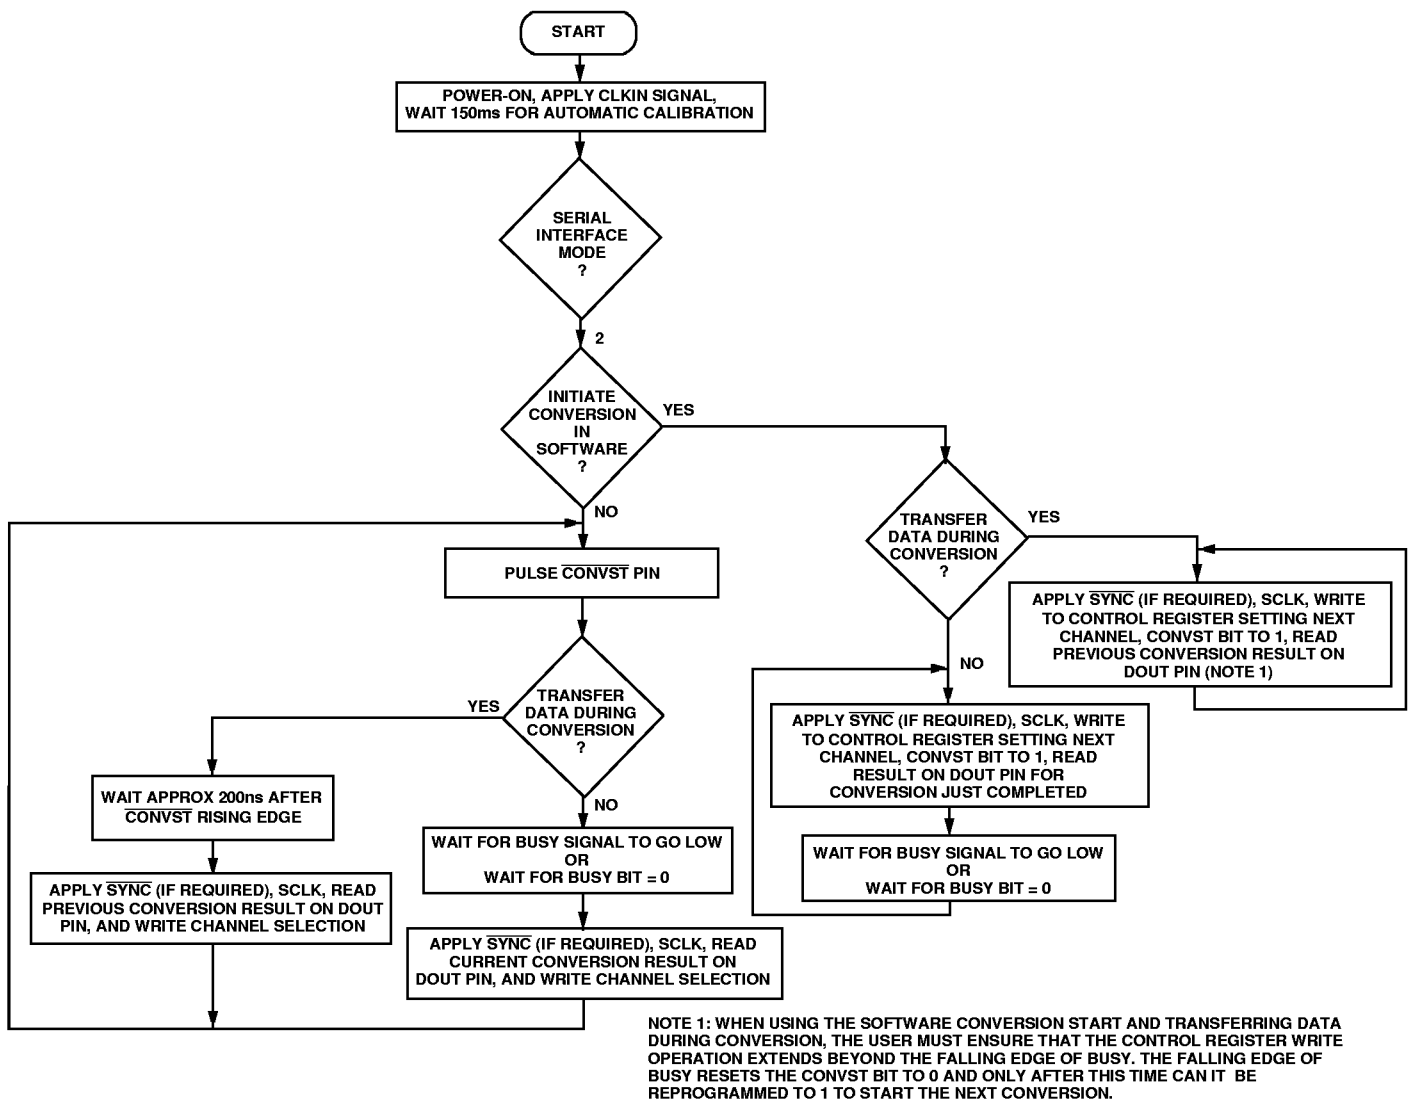 START
POWER-ON, APPLY CLKIN SIGNAL,
WAIT 150ms FOR AUTOMATIC CALIBRATION
SERIAL
INTERFACE
MODE
?
2
INITIATE
CONVERSION
IN
SOFTWARE
?
YES
NO
PULSE CONVST PIN
TRANSFER
DATA DURING
CONVERSION
?
YES
NO
WAIT APPROX 200ns AFTER
CONVST RISING EDGE
APPLY SYNC (IF REQUIRED), SCLK, READ
PREVIOUS CONVERSION RESULT ON DOUT
PIN, AND WRITE CHANNEL SELECTION
WAIT FOR BUSY SIGNAL TO GO LOW
OR
WAIT FOR BUSY BIT = 0
APPLY SYNC (IF REQUIRED), SCLK, READ
CURRENT CONVERSION RESULT ON
DOUT PIN, AND WRITE CHANNEL SELECTION
TRANSFER
DATA DURING
CONVERSION
?
YES
NO
APPLY SYNC (IF REQUIRED), SCLK, WRITE
TO CONTROL REGISTER SETTING NEXT
CHANNEL, CONVST BIT TO 1, READ
PREVIOUS CONVERSION RESULT ON
DOUT PIN (NOTE 1)
APPLY SYNC (IF REQUIRED), SCLK, WRITE
TO CONTROL REGISTER SETTING NEXT
CHANNEL, CONVST BIT TO 1, READ
RESULT ON DOUT PIN FOR
CONVERSION JUST COMPLETED
WAIT FOR BUSY SIGNAL TO GO LOW
OR
WAIT FOR BUSY BIT = 0
NOTE 1: WHEN USING THE SOFTWARE CONVERSION START AND TRANSFERRING DATA
DURING CONVERSION, THE USER MUST ENSURE THAT THE CONTROL REGISTER WRITE
OPERATION EXTENDS BEYOND THE FALLING EDGE OF BUSY. THE FALLING EDGE OF
BUSY RESETS THE CONVST BIT TO 0 AND ONLY AFTER THIS TIME CAN IT BE
REPROGRAMMED TO 1 TO START THE NEXT CONVERSION.